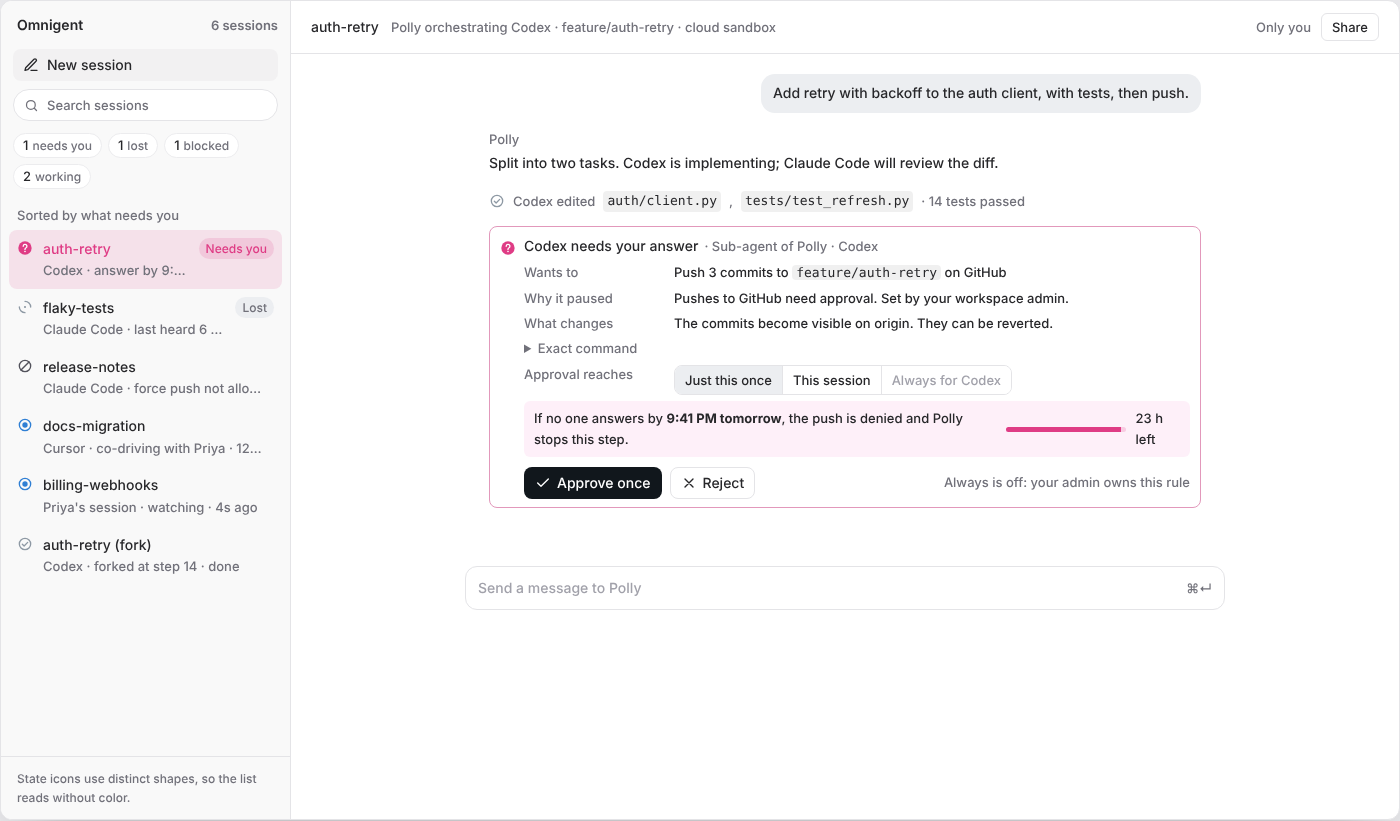 Omnigent
6 sessions
New session
Search sessions
1 needs you
1 lost
1 blocked
2 working
Sorted by what needs you
auth-retry
Needs you
Codex · answer by 9:...
flaky-tests
Lost
Claude Code · last heard 6 ...
release-notes
Claude Code · force push not allo...
docs-migration
Cursor · co-driving with Priya · 12...
billing-webhooks
Priya's session · watching · 4s ago
auth-retry (fork)
Codex · forked at step 14 · done
State icons use distinct shapes, so the list
reads without color.
auth-retry Polly orchestrating Codex · feature/auth-retry · cloud sandbox
Only you
Share
Add retry with backoff to the auth client, with tests, then push.
Polly
Split into two tasks. Codex is implementing; Claude Code will review the diff.
Codex edited auth/client.py , tests/test_refresh.py · 14 tests passed
Codex needs your answer · Sub-agent of Polly · Codex
Wants to Push 3 commits to feature/auth-retry on GitHub
Why it paused Pushes to GitHub need approval. Set by your workspace admin.
What changes The commits become visible on origin. They can be reverted.
Exact command
Approval reaches Just this once This session Always for Codex
If no one answers by 9:41 PM tomorrow, the push is denied and Polly
stops this step.
23 h
left
Approve once
Reject
Always is off: your admin owns this rule
Send a message to Polly
⌘↵